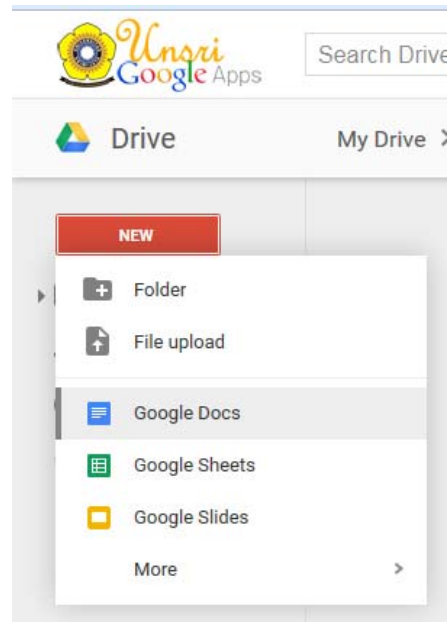 Unsri
Google Apps
Search Drive
Drive
My Drive
NEW
Folder
File upload
Google Docs
Google Sheets
Google Slides
More